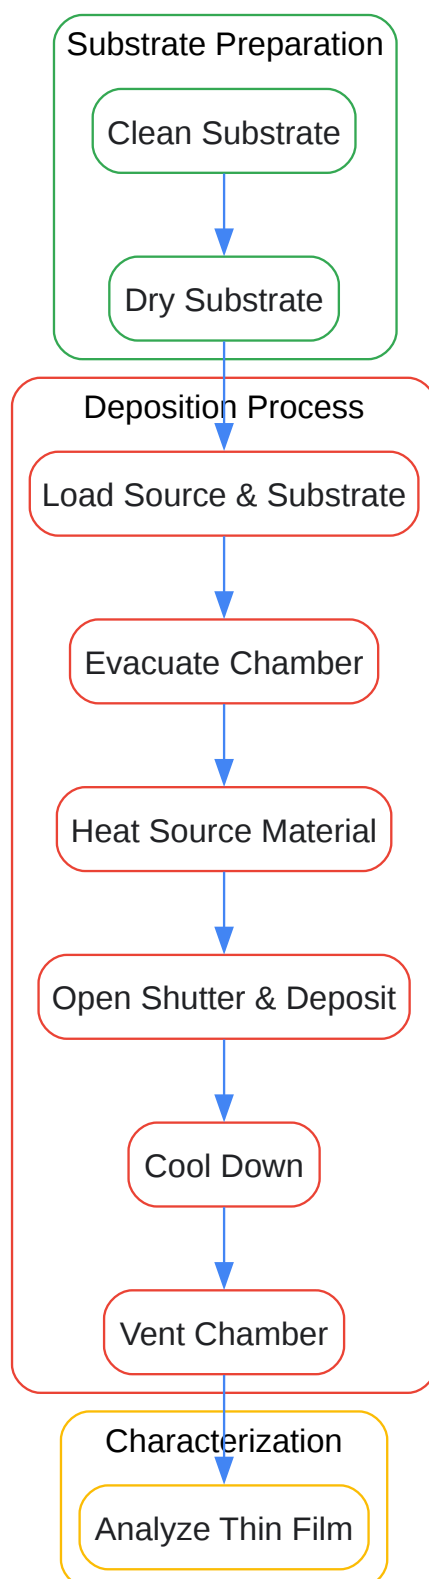 Substrate Preparation
Clean Substrate
Dry Substrate
Deposition Process
Load Source & Substrate
Evacuate Chamber
Heat Source Material
Open Shutter & Deposit
Cool Down
Vent Chamber
Characterization
Analyze Thin Film